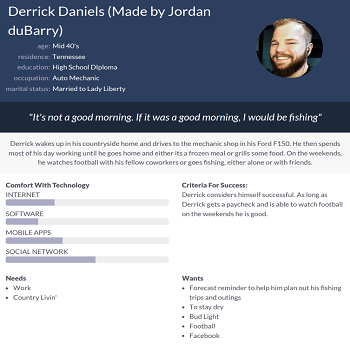 Derrick Daniels (Made by Jordan
duBarry)
age: Mid 40's
residence: Tennessee
education: High School Diploma
occupation: Auto Mechanic
marital status: Married to Lady Liberty
"It's not a good morning. If it was a good morning, I would be fishing"
Derrick wakes up in his countryside home and drives to the mechanic shop in his Ford F150. He then spends
most of his day working until he goes home and either its a frozen meal or grills some food. On the weekends,
he watches football with his fellow coworkers or goes fishing, either alone or with friends.
Comfort With Technology
INTERNET
SOFTWARE
MOBILE APPS
SOCIAL NETWORK
Criteria For Success:
Derrick considers himself successful. As long as
Derrick gets a paycheck and is able to watch football
on the weekends he is good.
Needs
• Work
• Country Livin'
Wants
• Forecast reminder to help him plan out his fishing
trips and outings
• To stay dry
• Bud Light
• Football
• Facebook